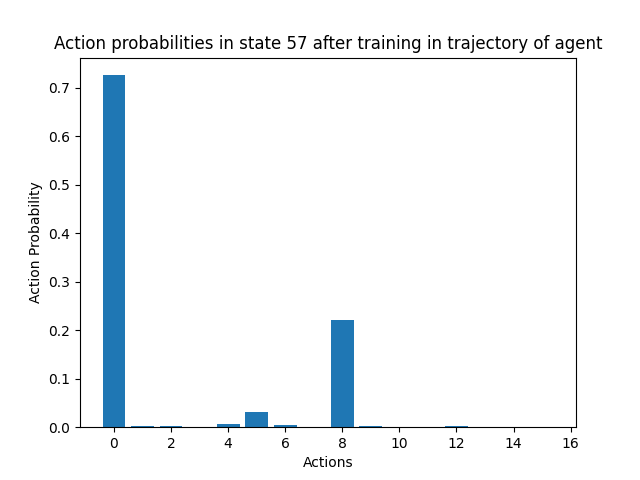 Action probabilities in state 57 after training in trajectory of agent
0.7
0.6
0.5
0.4
0.3
0.2
0.1
0.0
Action Probability
0 2 4 6 8 10 12 14 16
Actions